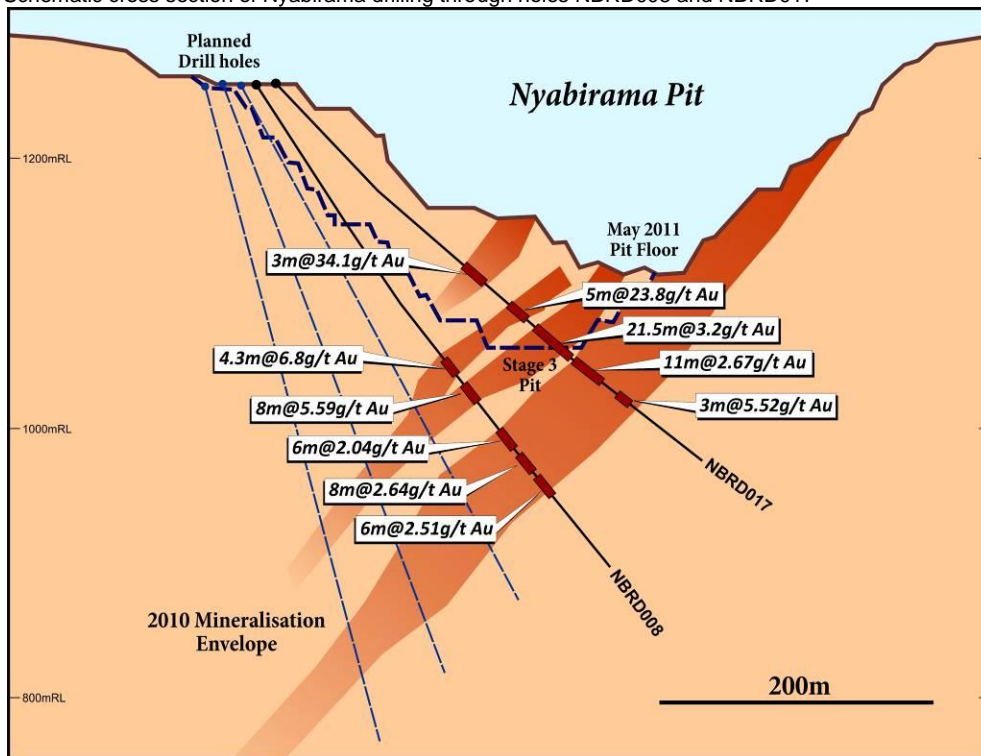 Schematic cross section of Nyabirama drilling through holes NBRD008 and NBRD017
Planned
Drill holes
Nyabirama Pit
1200mRL
May 2011
Pit Floor
3m@34.1g/t Au
5m@23.8g/t Au
21.5m@3.2g/t Au
4.3m@6.8g/t Au
Stage 3
Pit
11m@2.67g/t Au
8m@5.59g/t Au
3m@5.52g/t Au
1000mRL
6m@2.04g/t Au
NBRD017
8m@2.64g/t Au
6m@2.51g/t Au
NBRD008
2010 Mineralisation
Envelope
200m
800mRL